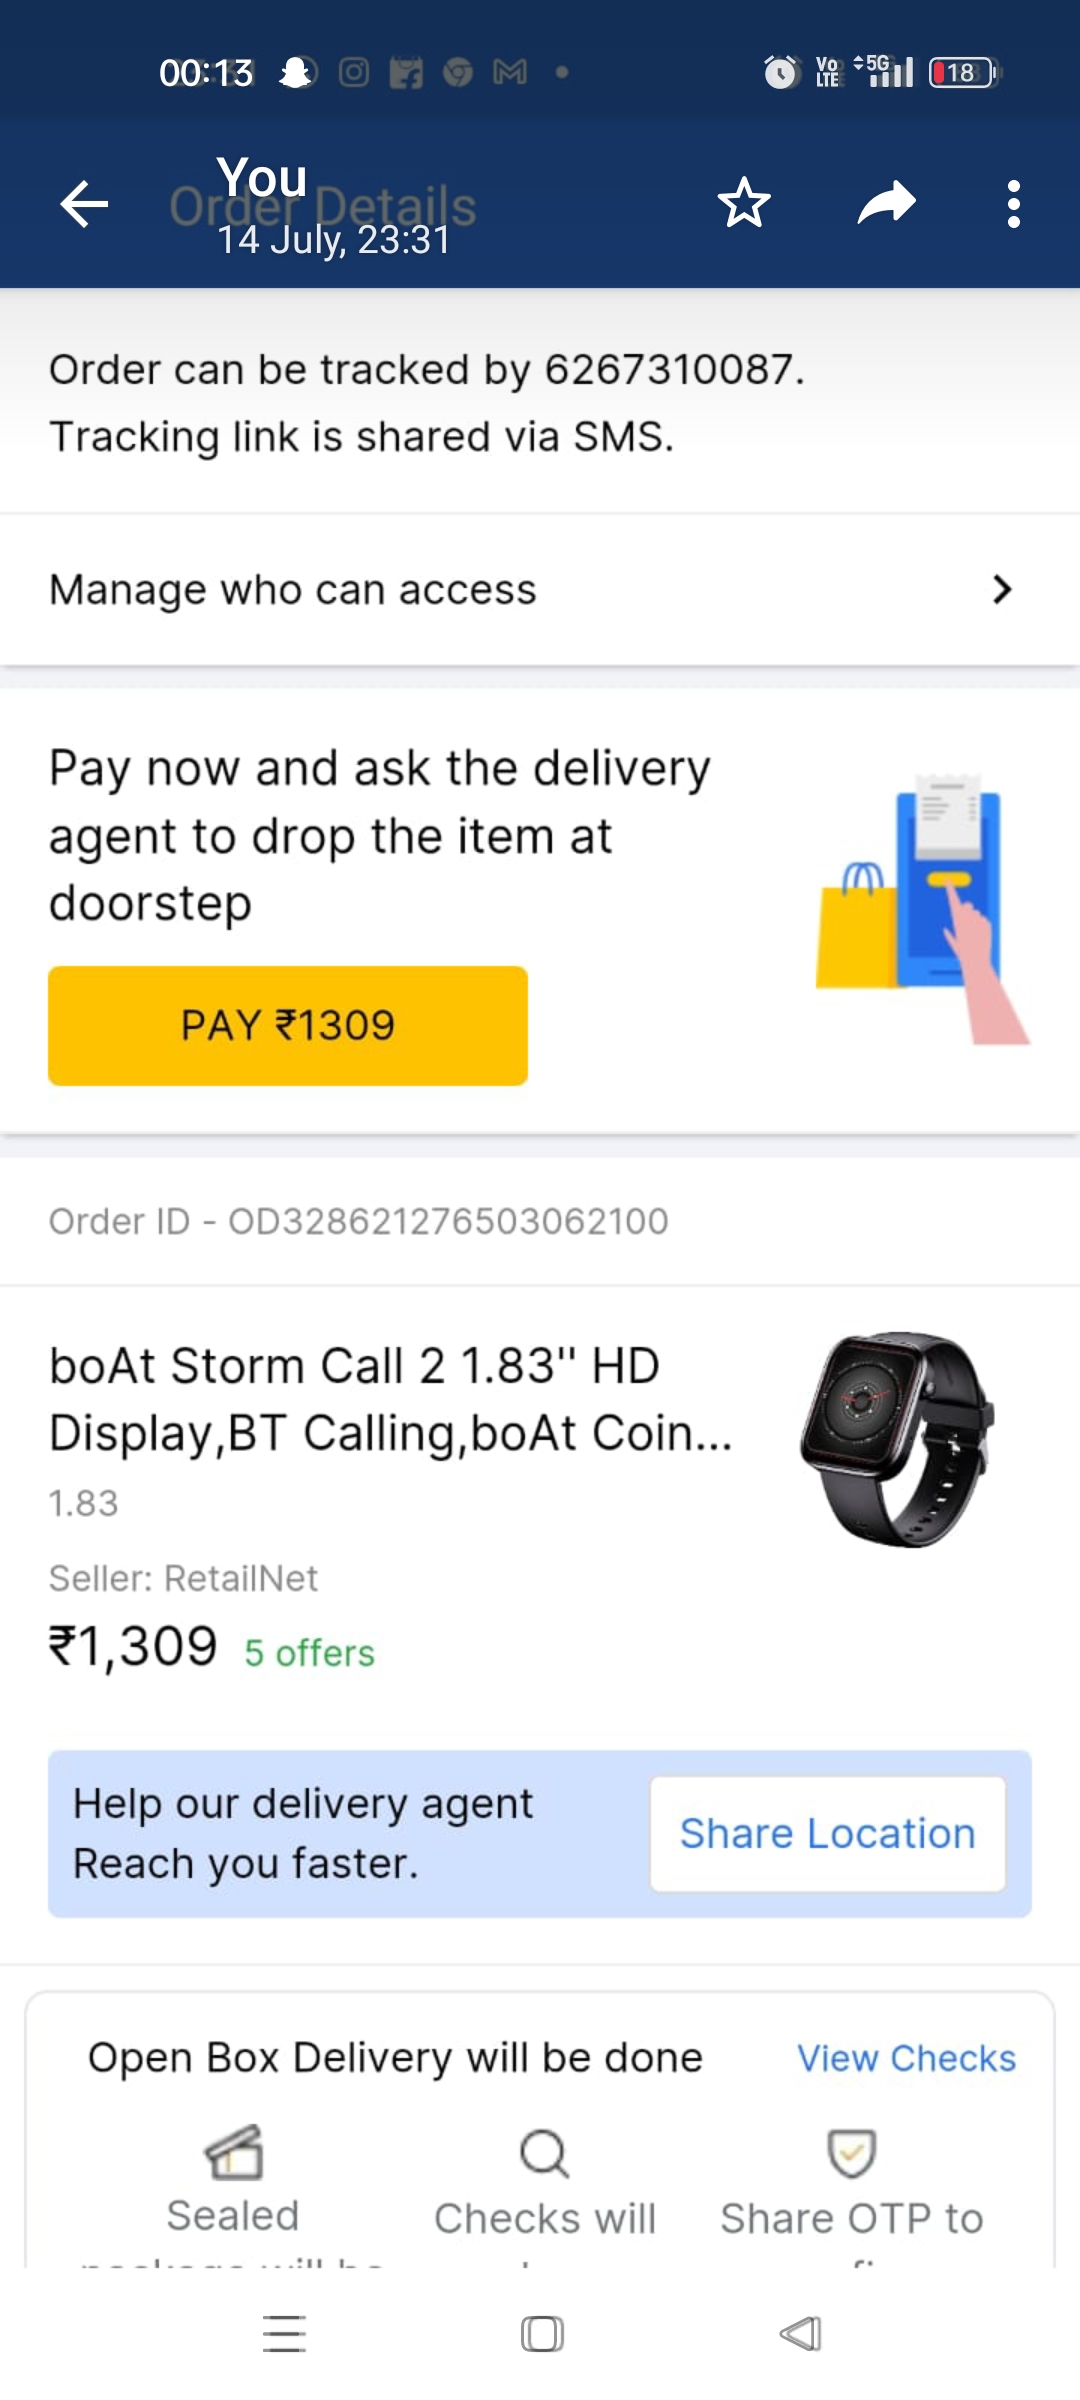 00:13
Vo LTE 5G 18
You
Order Details
14 July, 23:31
Order can be tracked by 6267310087.
Tracking link is shared via SMS.
Manage who can access
Pay now and ask the delivery
agent to drop the item at
doorstep
PAY ₹1309
Order ID - OD328621276503062100
boAt Storm Call 2 1.83" HD
Display,BT Calling,boAt Coin...
1.83
Seller: RetailNet
₹1,309 5 offers
Help our delivery agent
Reach you faster.
Share Location
Open Box Delivery will be done
View Checks
Sealed
Checks will
Share OTP to